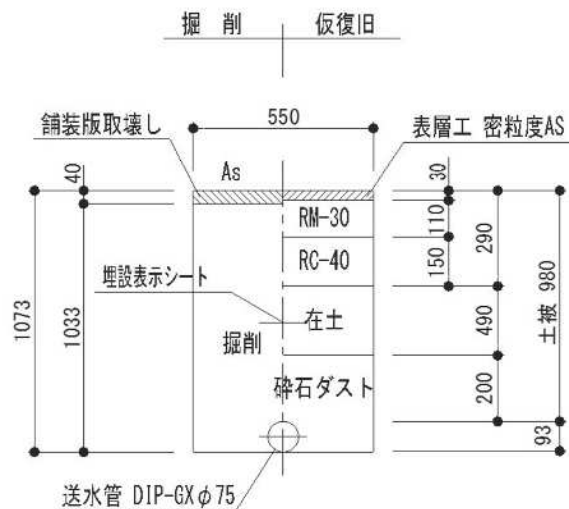 掘 削 仮復旧
550
舗装版取壊し
表層工 密粒度AS
As
40
30
RM-30
110
290
RC-40
150
埋設表示シート
在土
掘削
1073
1033
490
土被 980
砕石ダスト
200
93
送水管 DIP-GXφ75